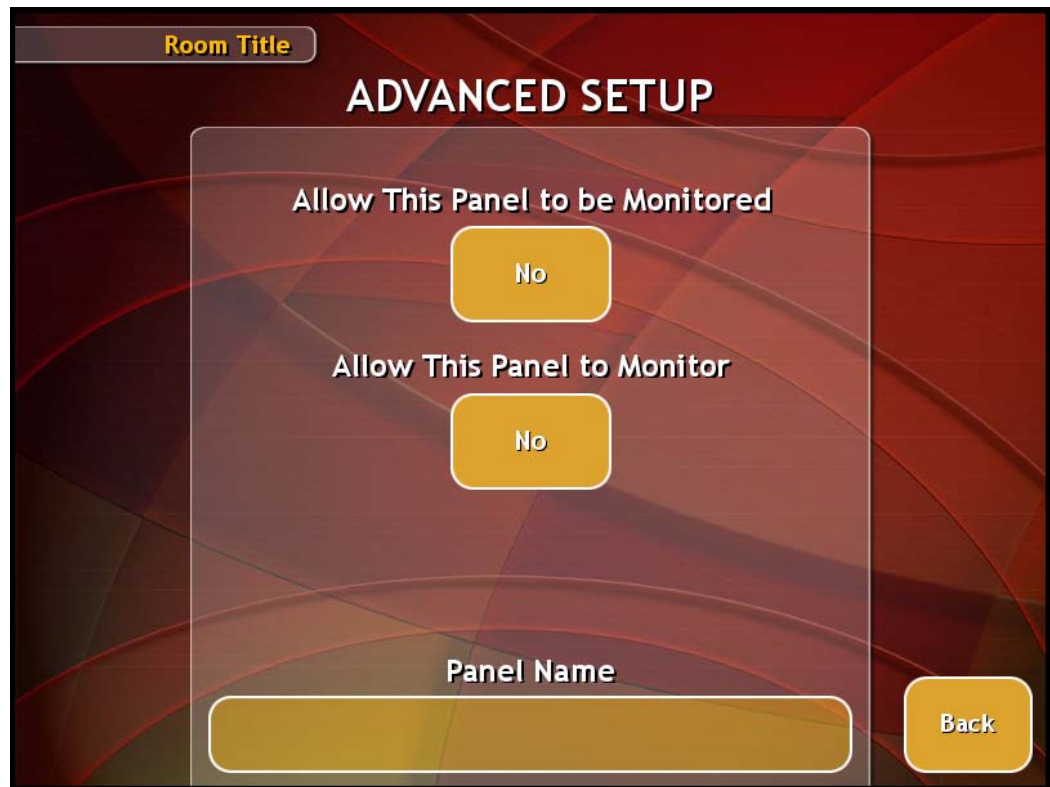 Room Title
ADVANCED SETUP
Allow This Panel to be Monitored
No
Allow This Panel to Monitor
No
Panel Name
Back